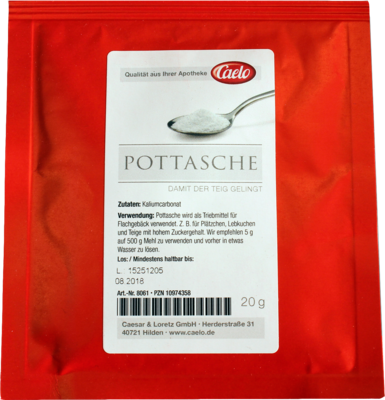 Qualität aus Ihrer Apotheke
Caelo
POTTASCHE
DAMIT DER TEIG GELINGT
Zutaten: Kaliumcarbonat
Verwendung: Pottasche wird als Triebmittel für
Flachgebäck verwendet. Z. B. für Plätzchen, Lebkuchen
und Teige mit hohem Zuckergehalt. Wir empfehlen 5 g
auf 500 g Mehl zu verwenden und vorher in etwas
Wasser zu lösen.
Los: / Mindestens haltbar bis:
L. 15251205
08.2018
Art.-Nr. 8061 • PZN 10974358
20 g
Caesar & Loretz GmbH · Herderstraße 31
40721 Hilden · www.caelo.de